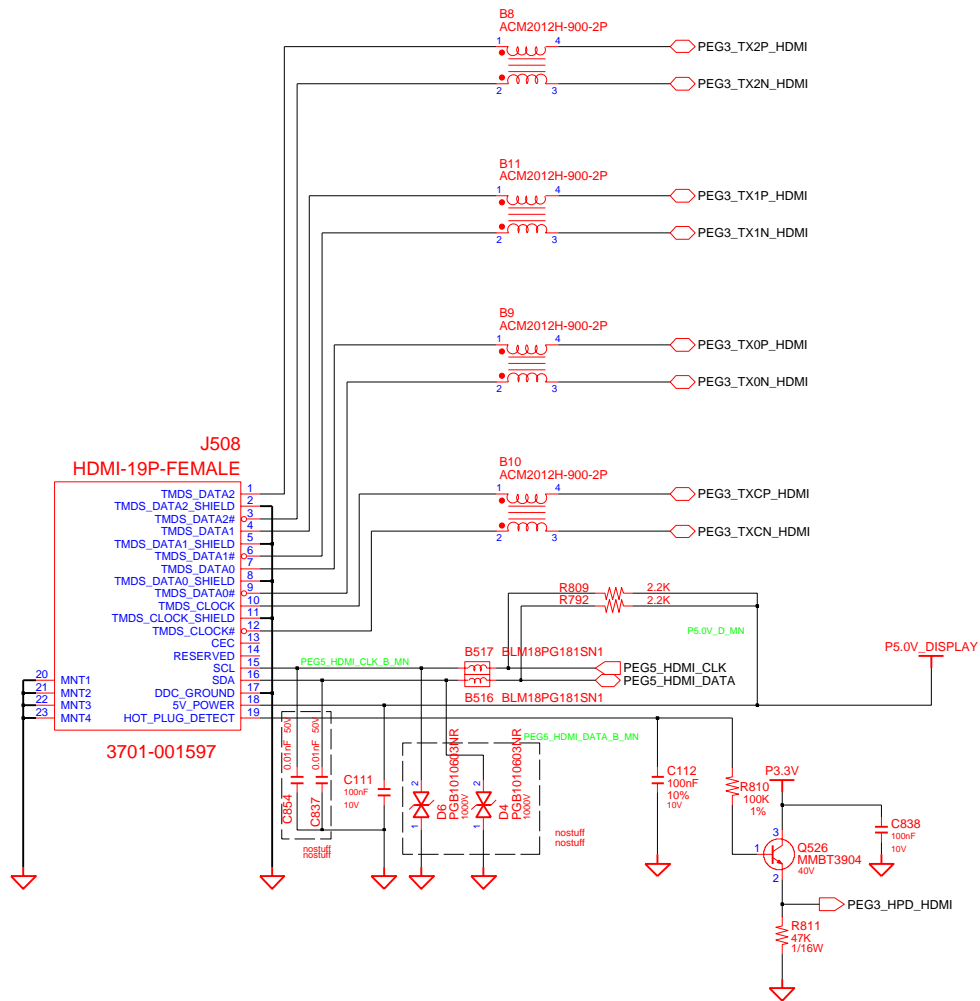 B8
ACM2012H-900-2P
1
4
PEG3_TX2P_HDMI
2
3
PEG3_TX2N_HDMI
B11
ACM2012H-900-2P
1
4
PEG3_TX1P_HDMI
2
3
PEG3_TX1N_HDMI
B9
ACM2012H-900-2P
1
4
PEG3_TX0P_HDMI
2
3
PEG3_TX0N_HDMI
B10
ACM2012H-900-2P
1
4
PEG3_TXCP_HDMI
2
3
PEG3_TXCN_HDMI
J508
HDMI-19P-FEMALE
TMDS_DATA2 1
TMDS_DATA2_SHIELD 2
TMDS_DATA2# 3
TMDS_DATA1 4
TMDS_DATA1_SHIELD 5
TMDS_DATA1# 6
TMDS_DATA0 7
TMDS_DATA0_SHIELD 8
TMDS_DATA0# 9
TMDS_CLOCK 10
TMDS_CLOCK_SHIELD 11
TMDS_CLOCK# 12
CEC 13
RESERVED 14
SCL 15
20 MNT1 SDA 16
21 MNT2 DDC_GROUND 17
22 MNT3 5V_POWER 18
23 MNT4 HOT_PLUG_DETECT 19
3701-001597
R809 2.2K
R792 2.2K
P5.0V_D_MN
P5.0V_DISPLAY
PEG5_HDMI_CLK_B_MN
B517 BLM18PG181SN1
PEG5_HDMI_CLK
PEG5_HDMI_DATA
B516 BLM18PG181SN1
PEG5_HDMI_DATA_B_MN
C854
0.01nF 50V
C837
0.01nF 50V
nostuff
nostuff
C111
100nF
10V
2
1
D6
PGB1010603NR
1000V
2
1
D4
PGB1010603NR
1000V
nostuff
nostuff
C112
100nF
10%
10V
R810
100K
1%
P3.3V
C838
100nF
10V
3
1
2
Q526
MMBT3904
40V
PEG3_HPD_HDMI
R811
47K
1/16W